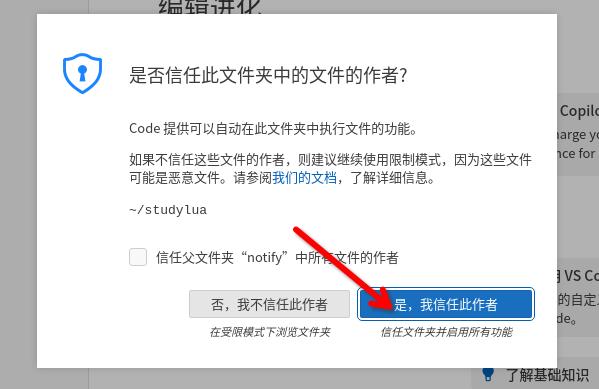 编辑进化
是否信任此文件夹中的文件的作者?
Code 提供可以自动在此文件夹中执行文件的功能。
如果不信任这些文件的作者，则建议继续使用限制模式，因为这些文件
可能是恶意文件。请参阅我们的文档，了解详细信息。
~/studylua
信任父文件夹“notify”中所有文件的作者
否，我不信任此作者
是，我信任此作者
在受限模式下浏览文件夹
信任文件夹并启用所有功能
Copilo
arge yo
nce for
VS Co
的自定
de。
了解基础知识